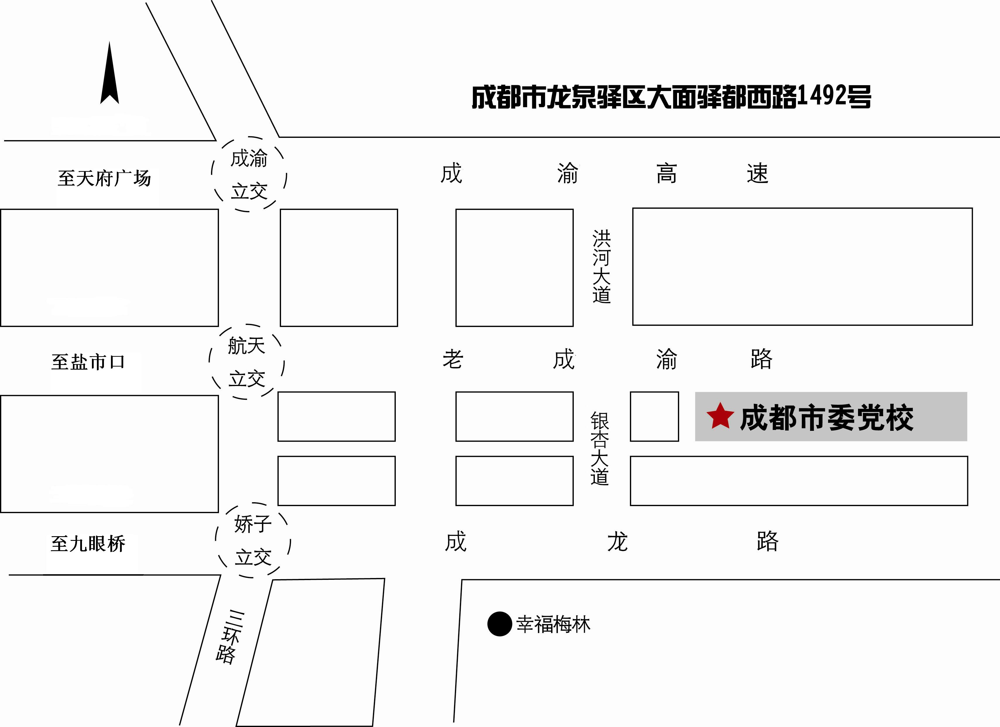 成都市龙泉驿区大面驿都西路1492号
成渝
立交
至天府广场
成渝高速
洪河大道
航天
立交
至盐市口
老成渝路
成都市委党校
银杏大道
娇子
立交
至九眼桥
成龙路
三环路
幸福梅林